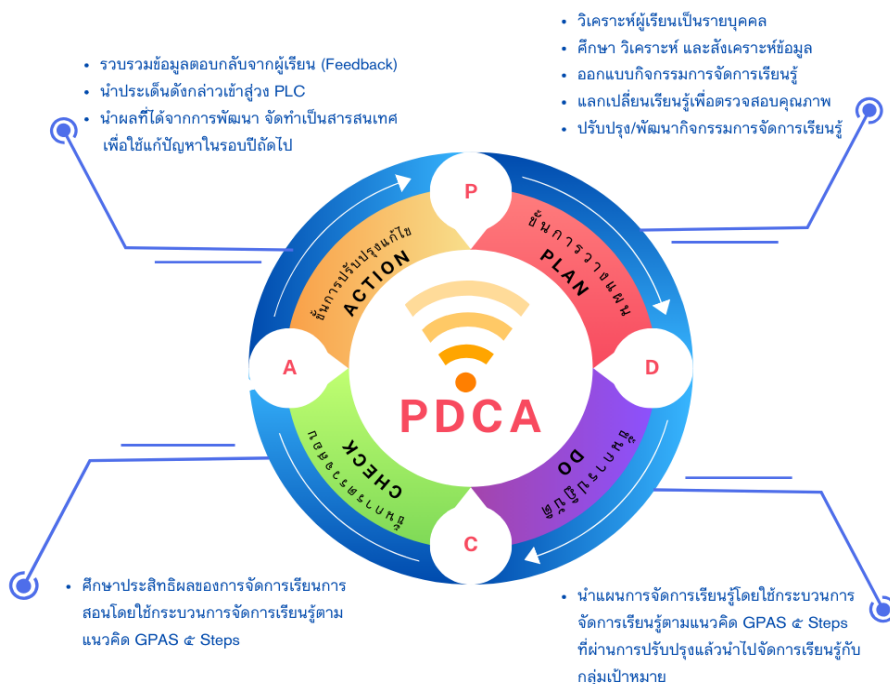 • รวบรวมข้อมูลตอบกลับจากผู้เรียน (Feedback)
• นำประเด็นดังกล่าวเข้าสู่วง PLC
• นำผลที่ได้จากการพัฒนา จัดทำเป็นสารสนเทศ
เพื่อใช้แก้ปัญหาในรอบปีถัดไป
• วิเคราะห์ผู้เรียนเป็นรายบุคคล
• ศึกษา วิเคราะห์ และสังเคราะห์ข้อมูล
• ออกแบบกิจกรรมการจัดการเรียนรู้
• แลกเปลี่ยนเรียนรู้เพื่อตรวจสอบคุณภาพ
• ปรับปรุง/พัฒนากิจกรรมการจัดการเรียนรู้
P
ขั้นการปรับปรุงแก้ไข
ACTION
ขั้นการวางแผน
PLAN
A
D
PDCA
ขั้นการตรวจสอบ
CHECK
ขั้นการปฏิบัติ
DO
C
• ศึกษาประสิทธิผลของการจัดการเรียนการ
สอนโดยใช้กระบวนการจัดการเรียนรู้ตาม
แนวคิด GPAS ๕ Steps
• นำแผนการจัดการเรียนรู้โดยใช้กระบวนการ
จัดการเรียนรู้ตามแนวคิด GPAS ๕ Steps
ที่ผ่านการปรับปรุงแล้วนำไปจัดการเรียนรู้กับ
กลุ่มเป้าหมาย